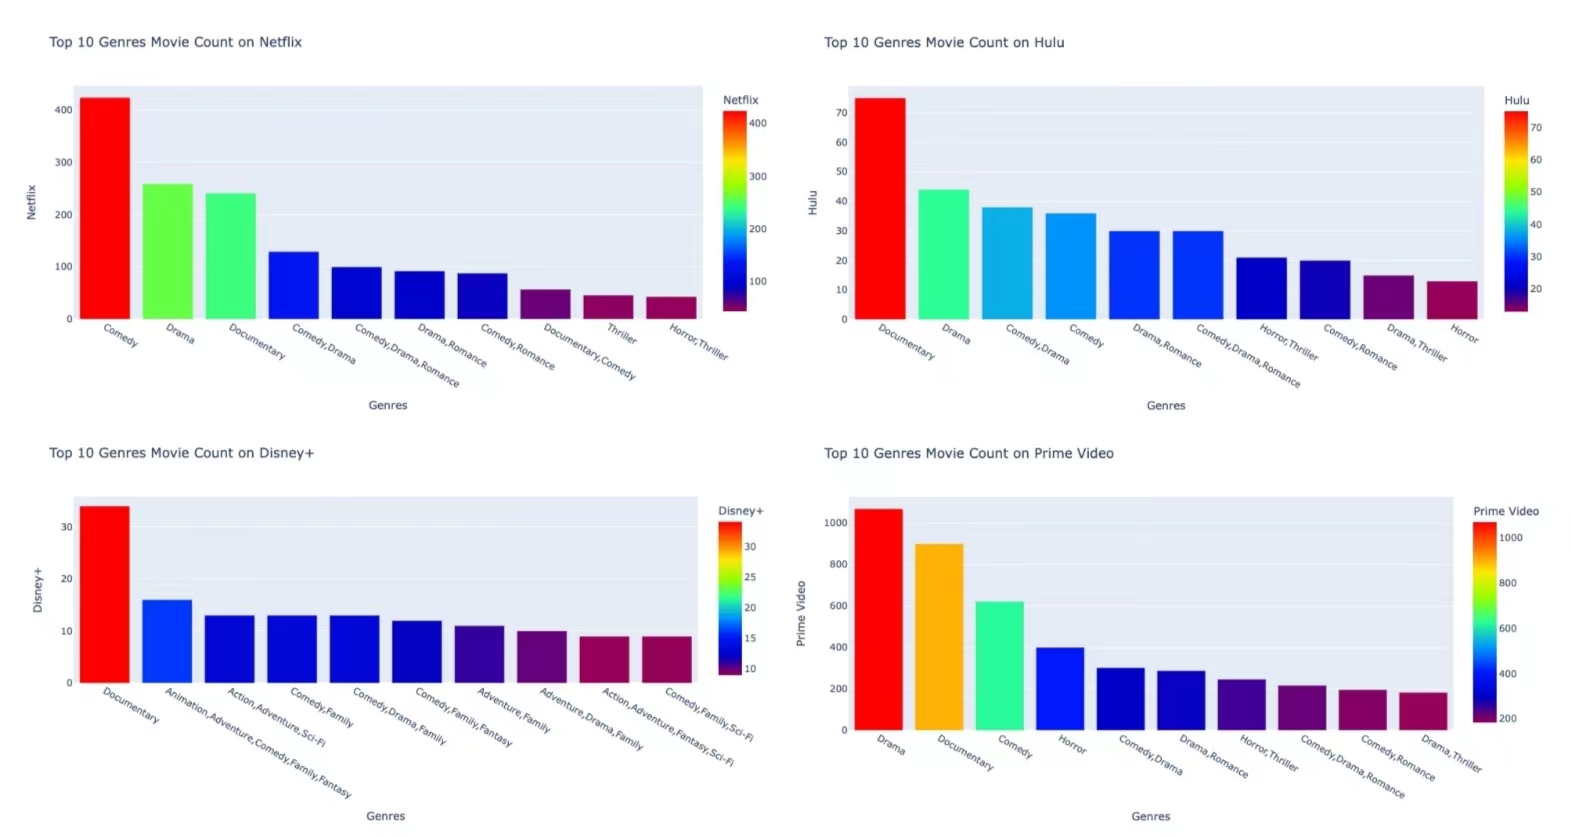 Top 10 Genres Movie Count on Netflix
Netflix
400
300
200
100
0
Comedy
Drama
Documentary
Comedy,Drama
Comedy,Drama,Romance
Drama,Romance
Comedy,Romance
Documentary,Comedy
Thriller
Horror,Thriller
Genres
Netflix
400
300
200
100
Top 10 Genres Movie Count on Hulu
Hulu
70
60
50
40
30
20
10
0
Documentary
Drama
Comedy,Drama
Comedy
Drama,Romance
Comedy,Drama,Romance
Horror,Thriller
Comedy,Romance
Drama,Thriller
Horror
Genres
Hulu
70
60
50
40
30
20
Top 10 Genres Movie Count on Disney+
Disney+
30
20
10
0
Documentary
Animation,Adventure,Comedy,Family,Fantasy
Action,Adventure,Sci-Fi
Comedy,Family
Comedy,Drama,Family
Comedy,Family,Fantasy
Adventure,Family
Adventure,Drama,Family
Action,Adventure,Fantasy,Sci-Fi
Comedy,Family,Sci-Fi
Genres
Disney+
30
25
20
15
10
Top 10 Genres Movie Count on Prime Video
Prime Video
1000
800
600
400
200
0
Drama
Documentary
Comedy
Horror
Comedy,Drama
Drama,Romance
Horror,Thriller
Comedy,Drama,Romance
Comedy,Romance
Drama,Thriller
Genres
Prime Video
1000
800
600
400
200